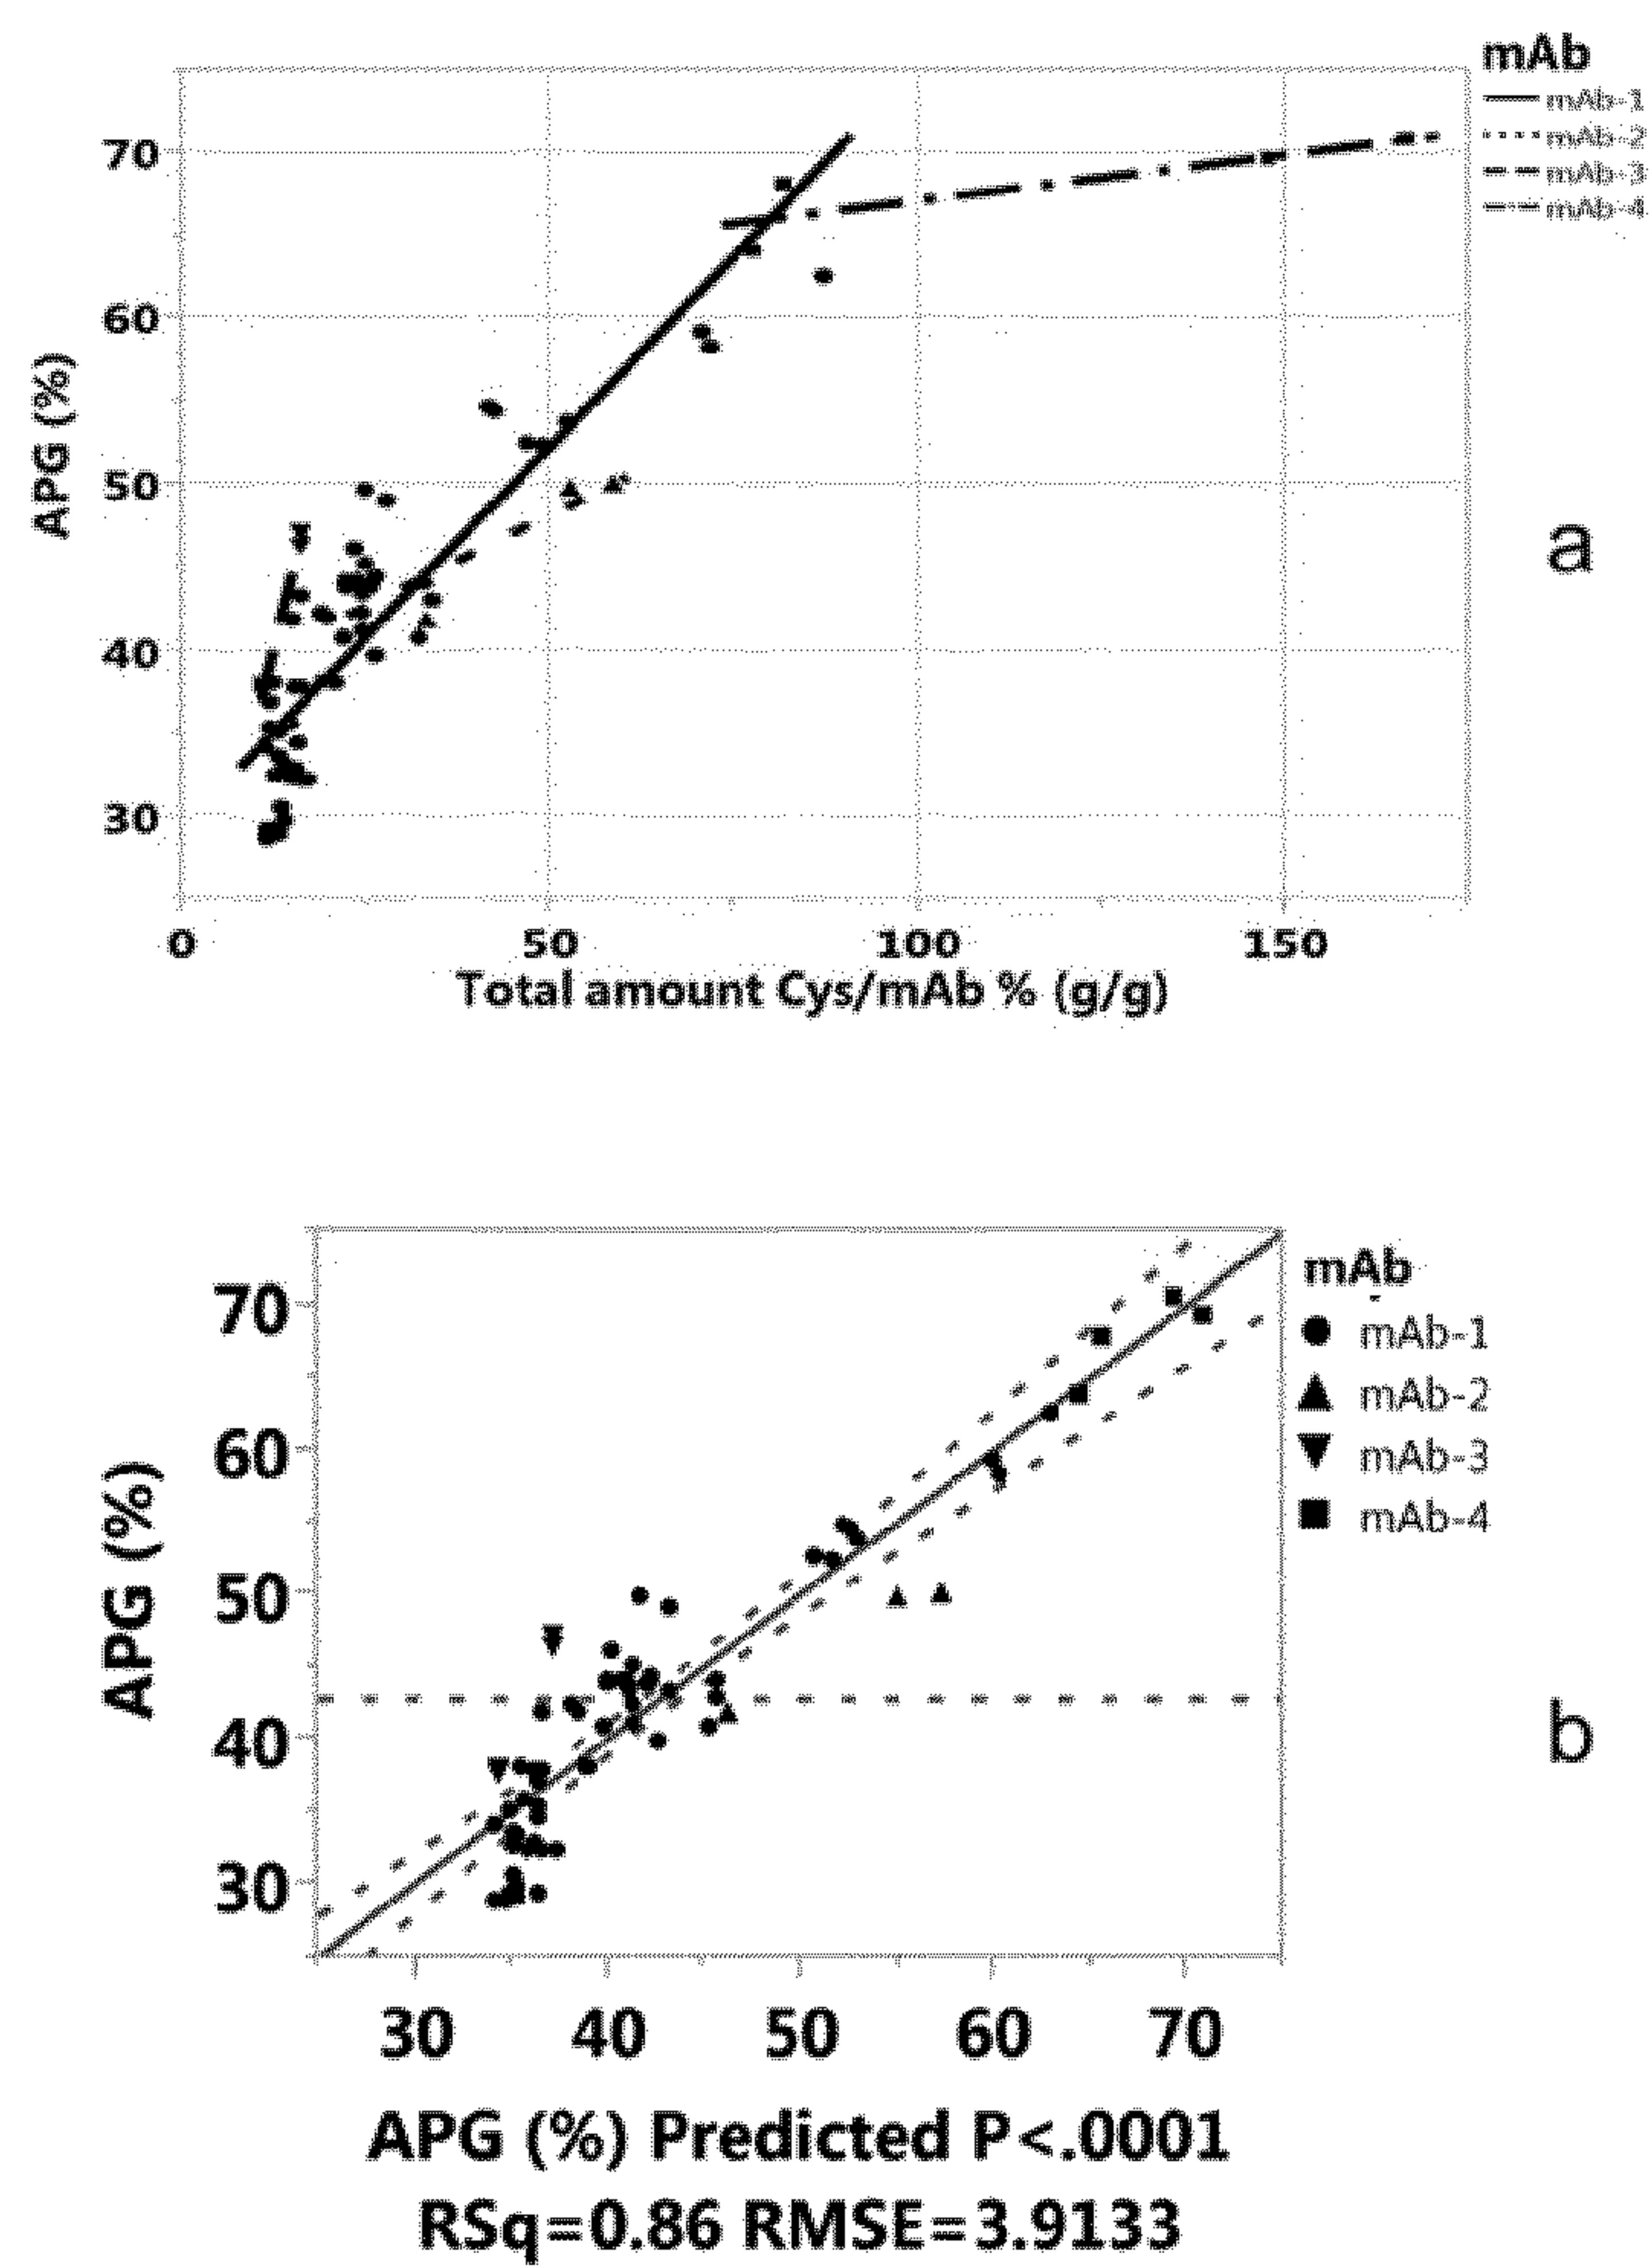 mAb
mAb-1
mAb-2
mAb-3
mAb-4
70
60
50
40
30
APG (%)
0 50 100 150
Total amount Cys/mAb % (g/g)
a
mAb
mAb-1
mAb-2
mAb-3
mAb-4
70
60
50
40
30
APG (%)
b
30 40 50 60 70
APG (%) Predicted P<.0001
RSq=0.86 RMSE=3.9133